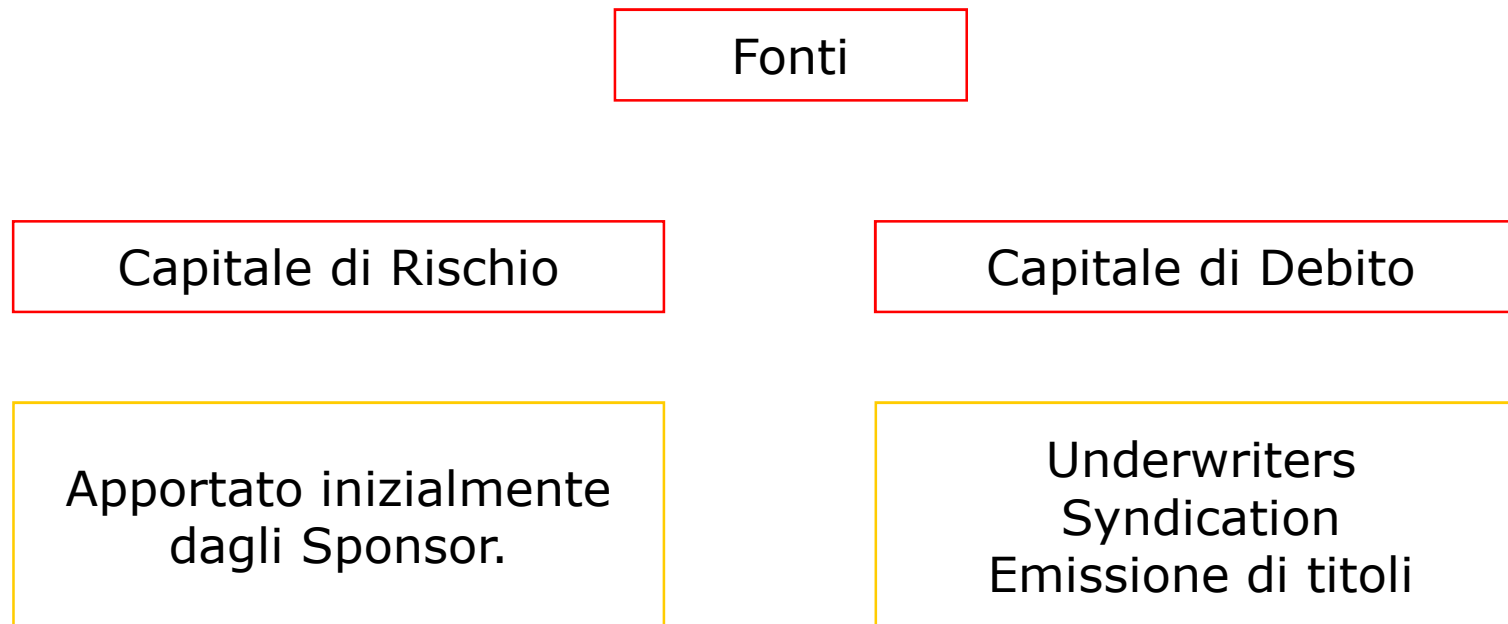 Fonti
Capitale di Rischio
Capitale di Debito
Apportato inizialmente
dagli Sponsor.
Underwriters
Syndication
Emissione di titoli